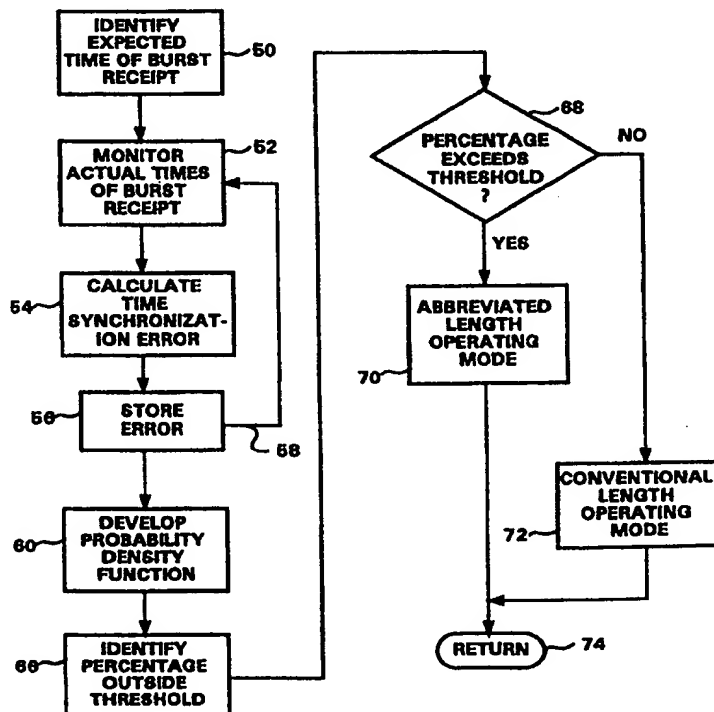 IDENTIFY
EXPECTED
TIME OF BURST
RECEIPT
50
MONITOR
ACTUAL TIMES
OF BURST
RECEIPT
52
CALCULATE
TIME
SYNCHRONIZAT-
ION ERROR
54
STORE
ERROR
56
58
DEVELOP
PROBABILITY
DENSITY
FUNCTION
60
IDENTIFY
PERCENTAGE
OUTSIDE
THRESHOLD
66
PERCENTAGE
EXCEEDS
THRESHOLD
?
68
NO
YES
ABBREVIATED
LENGTH
OPERATING
MODE
70
CONVENTIONAL
LENGTH
OPERATING
MODE
72
RETURN
74